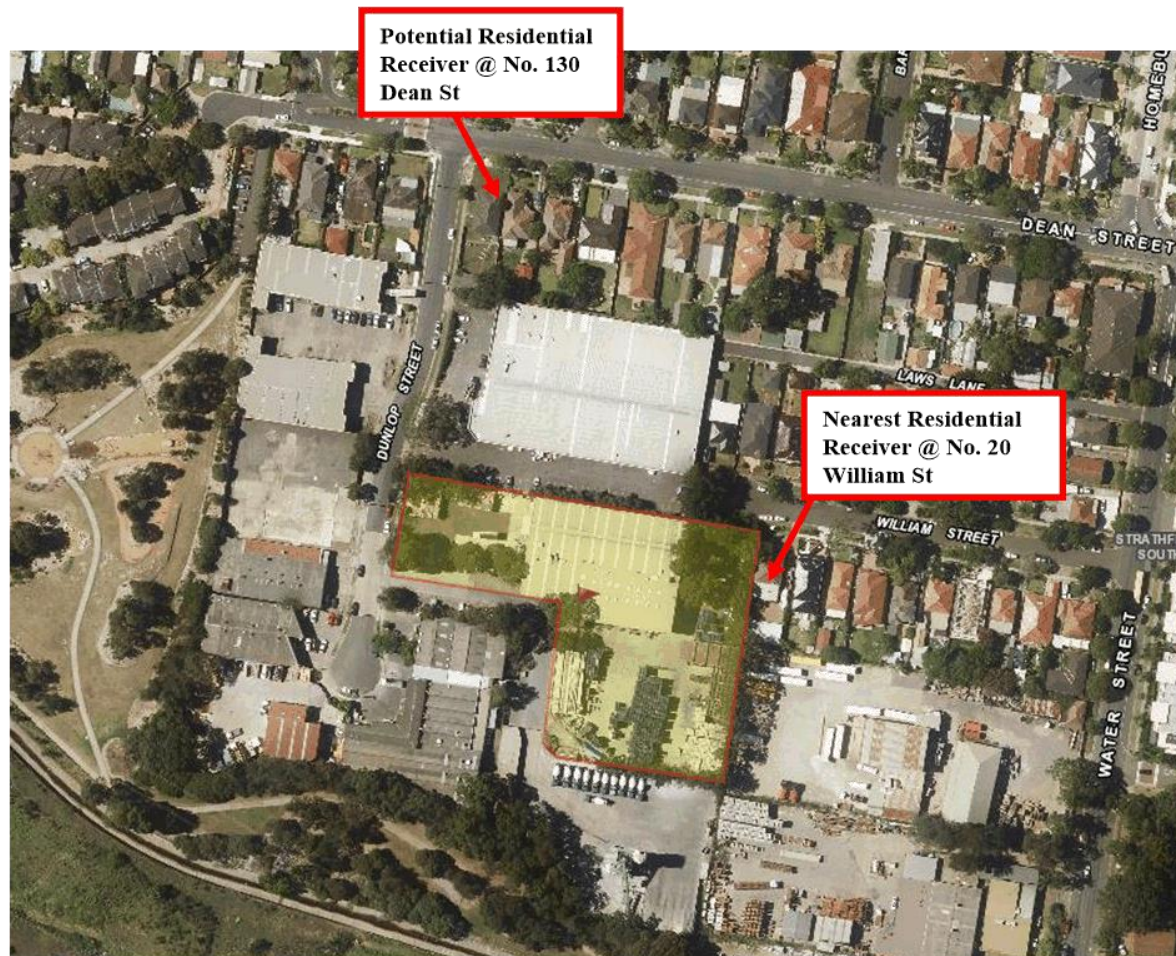 Potential Residential
Receiver @ No. 130
Dean St
DEAN STREET
DUNLOP STREET
LAWS LANE
Nearest Residential
Receiver @ No. 20
William St
WILLIAM STREET
WATER STREET